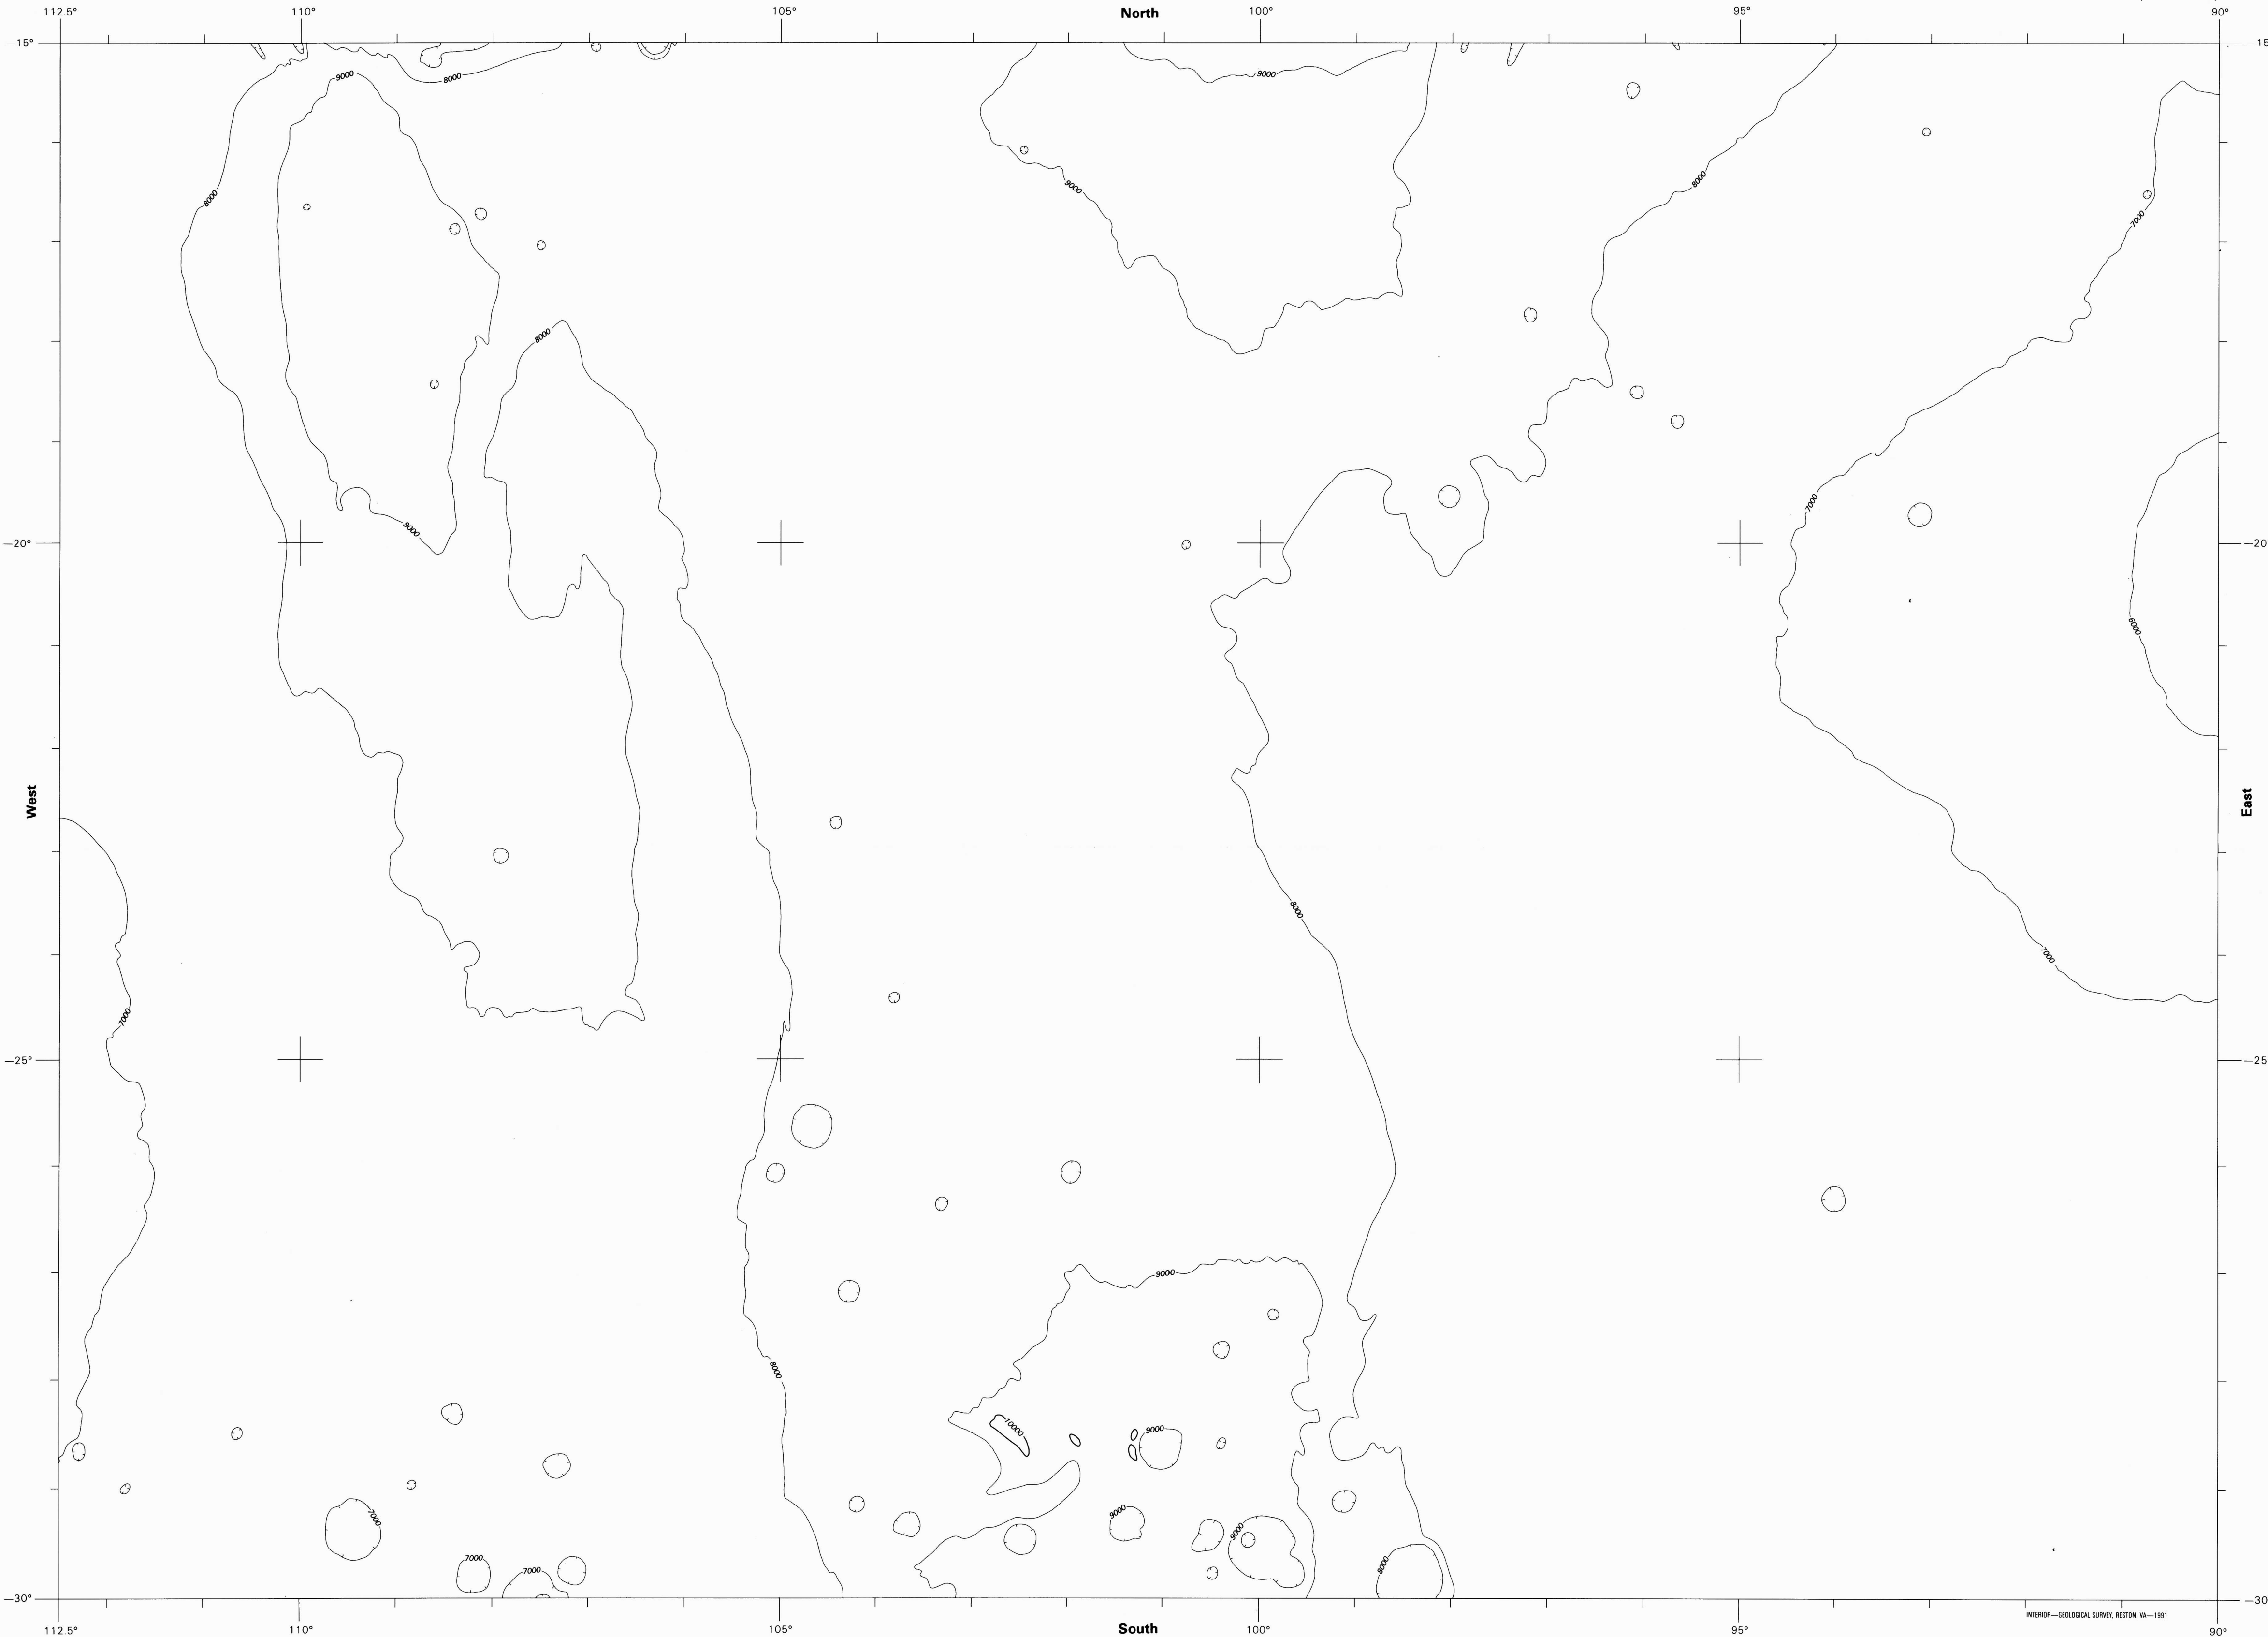 112.5° 110° 105° North 100° 95° 90°
—15° —15
9000 8000 9000
8000 9000 8000
7000
8000
7000
9000
—20° —20
6000
West East
8000
7000
7000
—25° —25
9000
8000
10000 9000
7000 9000 9000
7000 7000 8000
—30° —30
INTERIOR—GEOLOGICAL SURVEY, RESTON, VA—1991
112.5° 110° 105° South 100° 95° 90°